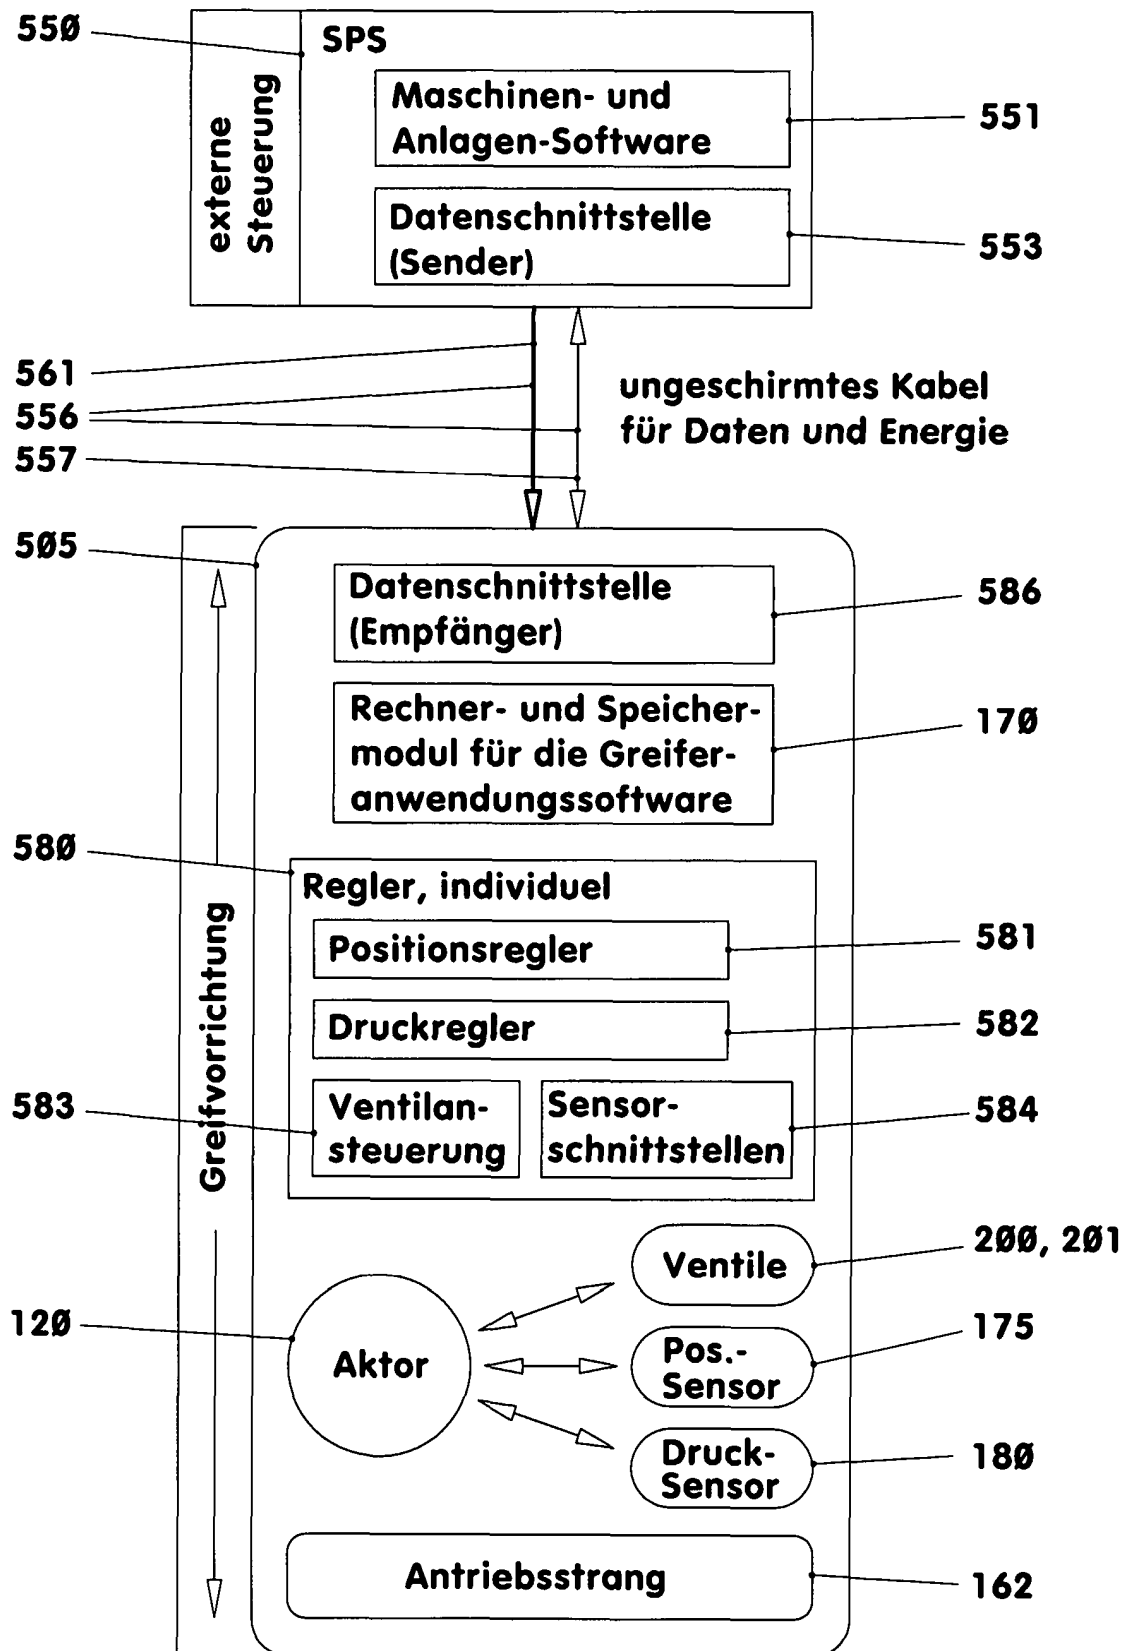 550
SPS
externe
Steuerung
Maschinen- und
Anlagen-Software
551
Datenschnittstelle
(Sender)
553
561
556
557
ungeschirmtes Kabel
für Daten und Energie
505
Datenschnittstelle
(Empfänger)
586
Rechner- und Speicher-
modul für die Greifer-
anwendungssoftware
170
580
Regler, individuel
Greifvorrichtung
Positionsregler
581
Druckregler
582
583
Ventilan-
steuerung
Sensor-
schnittstellen
584
Ventile
200, 201
120
Aktor
Pos.-
Sensor
175
Druck-
Sensor
180
Antriebsstrang
162